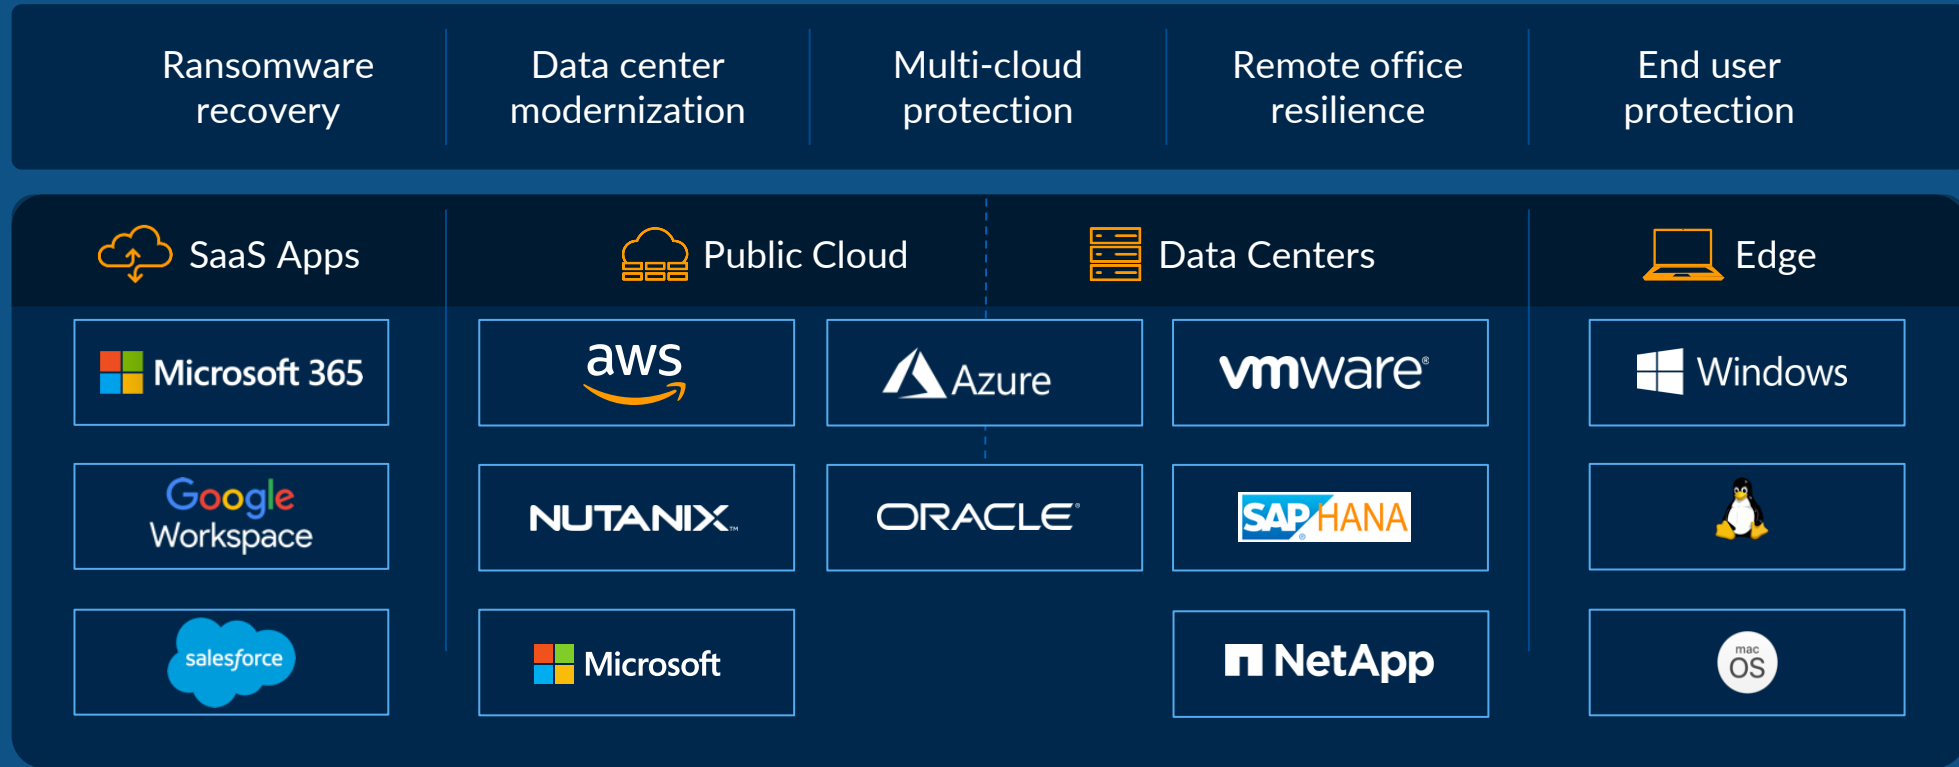 Ransomware
recovery
Data center
modernization
Multi-cloud
protection
Remote office
resilience
End user
protection
SaaS Apps
Public Cloud
Data Centers
Edge
Microsoft 365
aws
Azure
vmware®
Windows
Google
Workspace
NUTANIX™
ORACLE®
SAP HANA
®
salesforce
Microsoft
NetApp
mac
OS